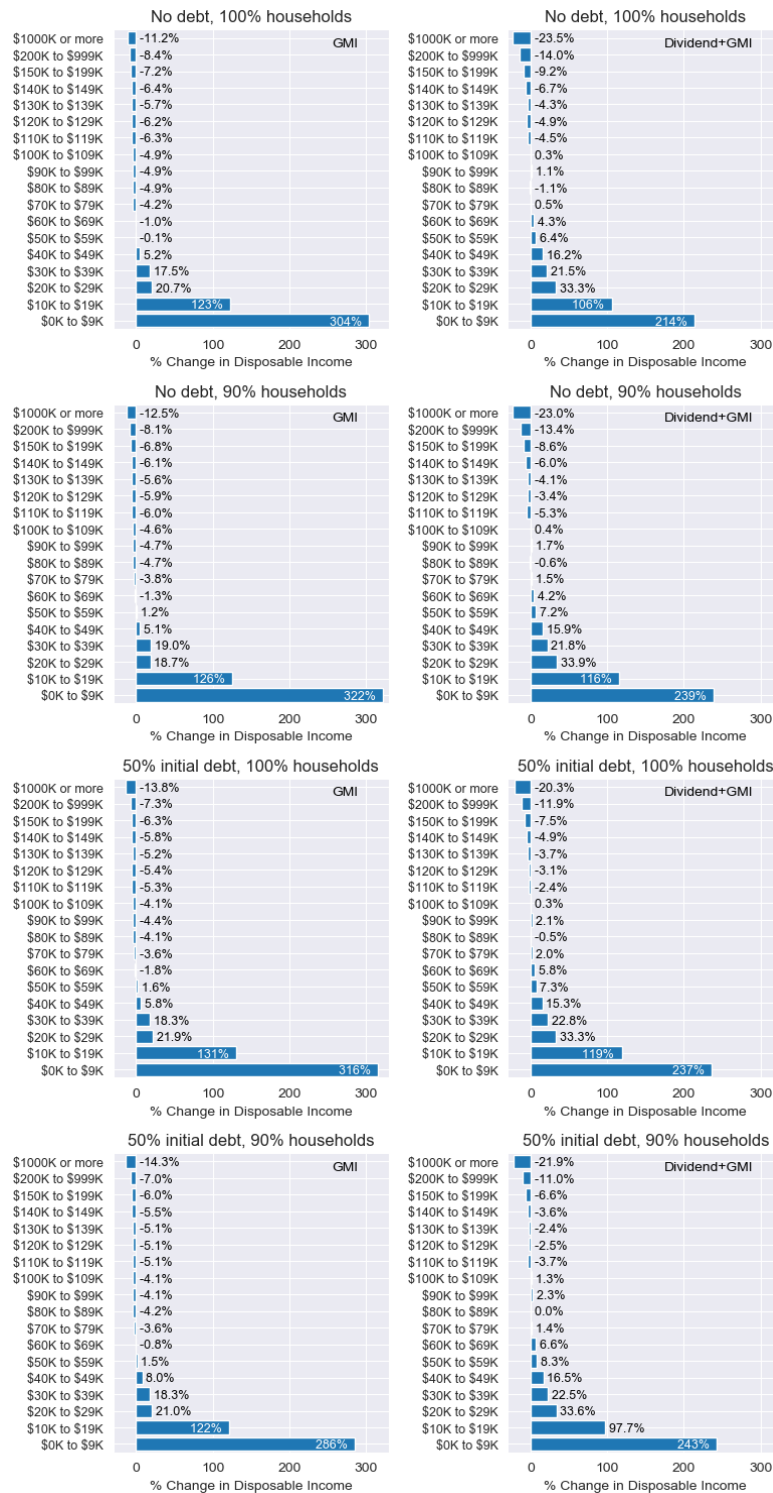 No debt, 100% households
GMI
$1000K or more -11.2%
$200K to $999K -8.4%
$150K to $199K -7.2%
$140K to $149K -6.4%
$130K to $139K -5.7%
$120K to $129K -6.2%
$110K to $119K -6.3%
$100K to $109K -4.9%
$90K to $99K -4.9%
$80K to $89K -4.9%
$70K to $79K -4.2%
$60K to $69K -1.0%
$50K to $59K -0.1%
$40K to $49K 5.2%
$30K to $39K 17.5%
$20K to $29K 20.7%
$10K to $19K 123%
$0K to $9K 304%
0 100 200 300
% Change in Disposable Income
No debt, 100% households
Dividend+GMI
$1000K or more -23.5%
$200K to $999K -14.0%
$150K to $199K -9.2%
$140K to $149K -6.7%
$130K to $139K -4.3%
$120K to $129K -4.9%
$110K to $119K -4.5%
$100K to $109K 0.3%
$90K to $99K 1.1%
$80K to $89K -1.1%
$70K to $79K 0.5%
$60K to $69K 4.3%
$50K to $59K 6.4%
$40K to $49K 16.2%
$30K to $39K 21.5%
$20K to $29K 33.3%
$10K to $19K 106%
$0K to $9K 214%
0 100 200 300
% Change in Disposable Income
No debt, 90% households
GMI
$1000K or more -12.5%
$200K to $999K -8.1%
$150K to $199K -6.8%
$140K to $149K -6.1%
$130K to $139K -5.6%
$120K to $129K -5.9%
$110K to $119K -6.0%
$100K to $109K -4.6%
$90K to $99K -4.7%
$80K to $89K -4.7%
$70K to $79K -3.8%
$60K to $69K -1.3%
$50K to $59K 1.2%
$40K to $49K 5.1%
$30K to $39K 19.0%
$20K to $29K 18.7%
$10K to $19K 126%
$0K to $9K 322%
0 100 200 300
% Change in Disposable Income
No debt, 90% households
Dividend+GMI
$1000K or more -23.0%
$200K to $999K -13.4%
$150K to $199K -8.6%
$140K to $149K -6.0%
$130K to $139K -4.1%
$120K to $129K -3.4%
$110K to $119K -5.3%
$100K to $109K 0.4%
$90K to $99K 1.7%
$80K to $89K -0.6%
$70K to $79K 1.5%
$60K to $69K 4.2%
$50K to $59K 7.2%
$40K to $49K 15.9%
$30K to $39K 21.8%
$20K to $29K 33.9%
$10K to $19K 116%
$0K to $9K 239%
0 100 200 300
% Change in Disposable Income
50% initial debt, 100% households
GMI
$1000K or more -13.8%
$200K to $999K -7.3%
$150K to $199K -6.3%
$140K to $149K -5.8%
$130K to $139K -5.2%
$120K to $129K -5.4%
$110K to $119K -5.3%
$100K to $109K -4.1%
$90K to $99K -4.4%
$80K to $89K -4.1%
$70K to $79K -3.6%
$60K to $69K -1.8%
$50K to $59K 1.6%
$40K to $49K 5.8%
$30K to $39K 18.3%
$20K to $29K 21.9%
$10K to $19K 131%
$0K to $9K 316%
0 100 200 300
% Change in Disposable Income
50% initial debt, 100% households
Dividend+GMI
$1000K or more -20.3%
$200K to $999K -11.9%
$150K to $199K -7.5%
$140K to $149K -4.9%
$130K to $139K -3.7%
$120K to $129K -3.1%
$110K to $119K -2.4%
$100K to $109K 0.3%
$90K to $99K 2.1%
$80K to $89K -0.5%
$70K to $79K 2.0%
$60K to $69K 5.8%
$50K to $59K 7.3%
$40K to $49K 15.3%
$30K to $39K 22.8%
$20K to $29K 33.3%
$10K to $19K 119%
$0K to $9K 237%
0 100 200 300
% Change in Disposable Income
50% initial debt, 90% households
GMI
$1000K or more -14.3%
$200K to $999K -7.0%
$150K to $199K -6.0%
$140K to $149K -5.5%
$130K to $139K -5.1%
$120K to $129K -5.1%
$110K to $119K -5.1%
$100K to $109K -4.1%
$90K to $99K -4.1%
$80K to $89K -4.2%
$70K to $79K -3.6%
$60K to $69K -0.8%
$50K to $59K 1.5%
$40K to $49K 8.0%
$30K to $39K 18.3%
$20K to $29K 21.0%
$10K to $19K 122%
$0K to $9K 286%
0 100 200 300
% Change in Disposable Income
50% initial debt, 90% households
Dividend+GMI
$1000K or more -21.9%
$200K to $999K -11.0%
$150K to $199K -6.6%
$140K to $149K -3.6%
$130K to $139K -2.4%
$120K to $129K -2.5%
$110K to $119K -3.7%
$100K to $109K 1.3%
$90K to $99K 2.3%
$80K to $89K 0.0%
$70K to $79K 1.4%
$60K to $69K 6.6%
$50K to $59K 8.3%
$40K to $49K 16.5%
$30K to $39K 22.5%
$20K to $29K 33.6%
$10K to $19K 97.7%
$0K to $9K 243%
0 100 200 300
% Change in Disposable Income